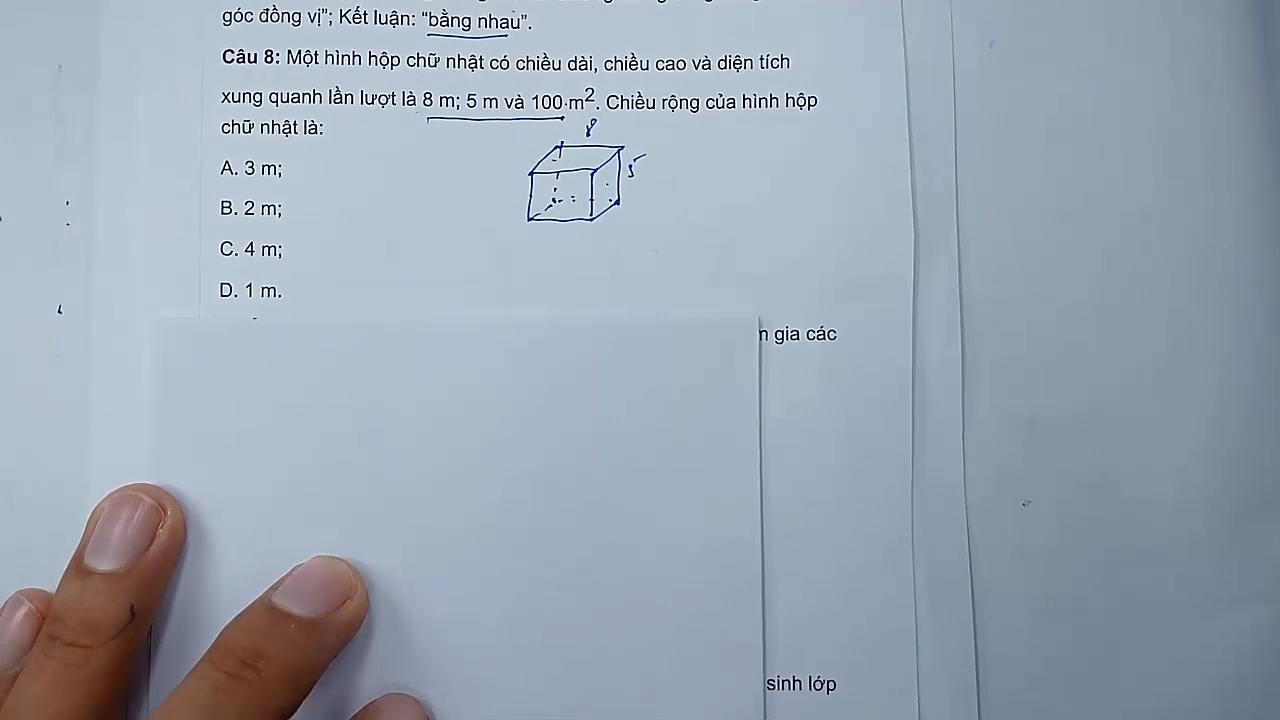 góc đồng vị”; Kết luận: “bằng nhau”.
Câu 8: Một hình hộp chữ nhật có chiều dài, chiều cao và diện tích
xung quanh lần lượt là 8 m; 5 m và 100·m². Chiều rộng của hình hộp
chữ nhật là:
8
5
A. 3 m;
B. 2 m;
C. 4 m;
D. 1 m.
gia các
sinh lớp